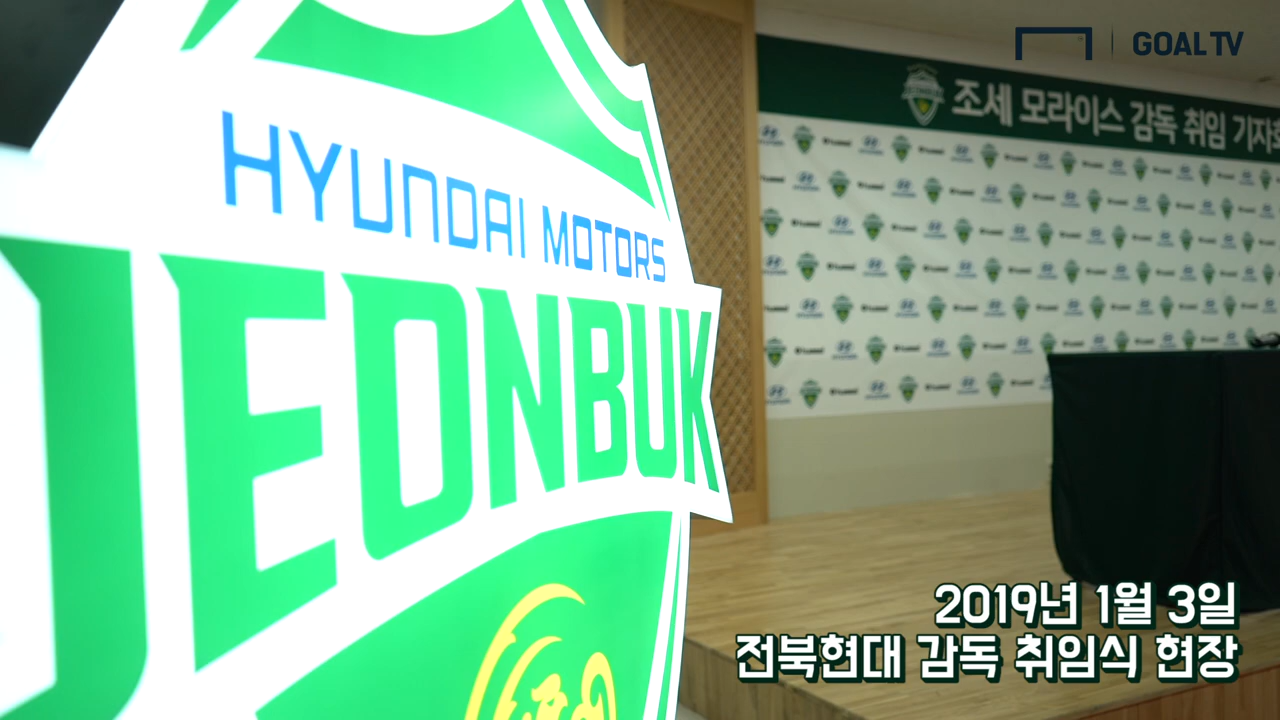 GOAL TV
조세 모라이스 감독 취임 기자회
HYUNDAI MOTORS
JEONBUK
2019년 1월 3일
전북현대 감독 취임식 현장